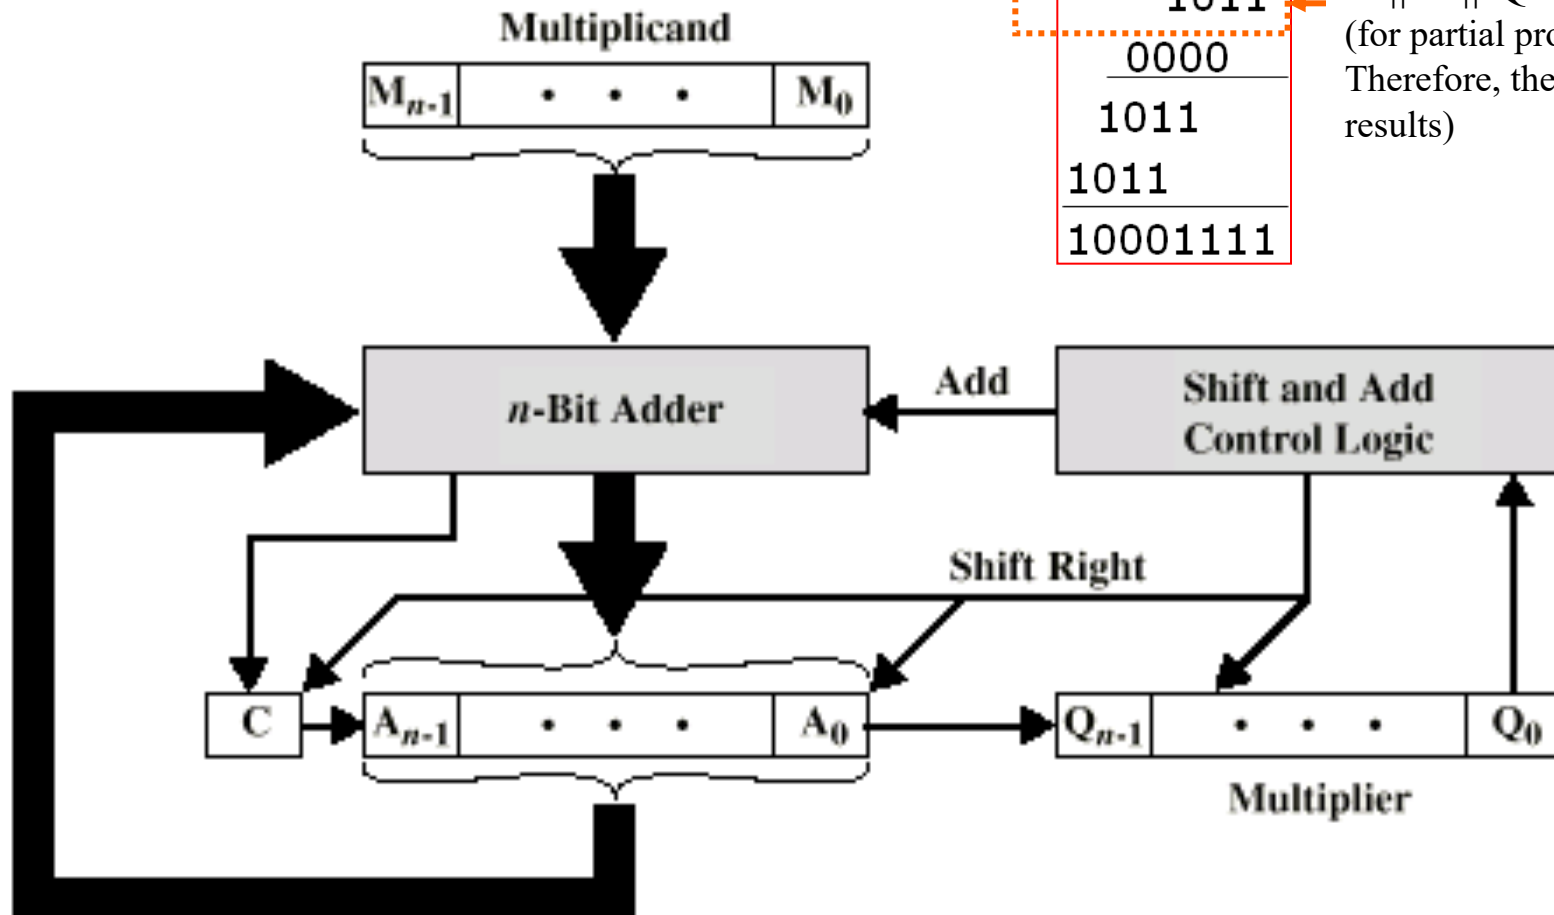 Multiplicand
Mn-1 • • • M0
1011
(for partial
0000
Therefore, the
1011
results)
1011
10001111
n-Bit Adder
Add
Shift and Add
Control Logic
Shift Right
C
An-1 • • • A0
Qn-1 • • • Q0
Multiplier